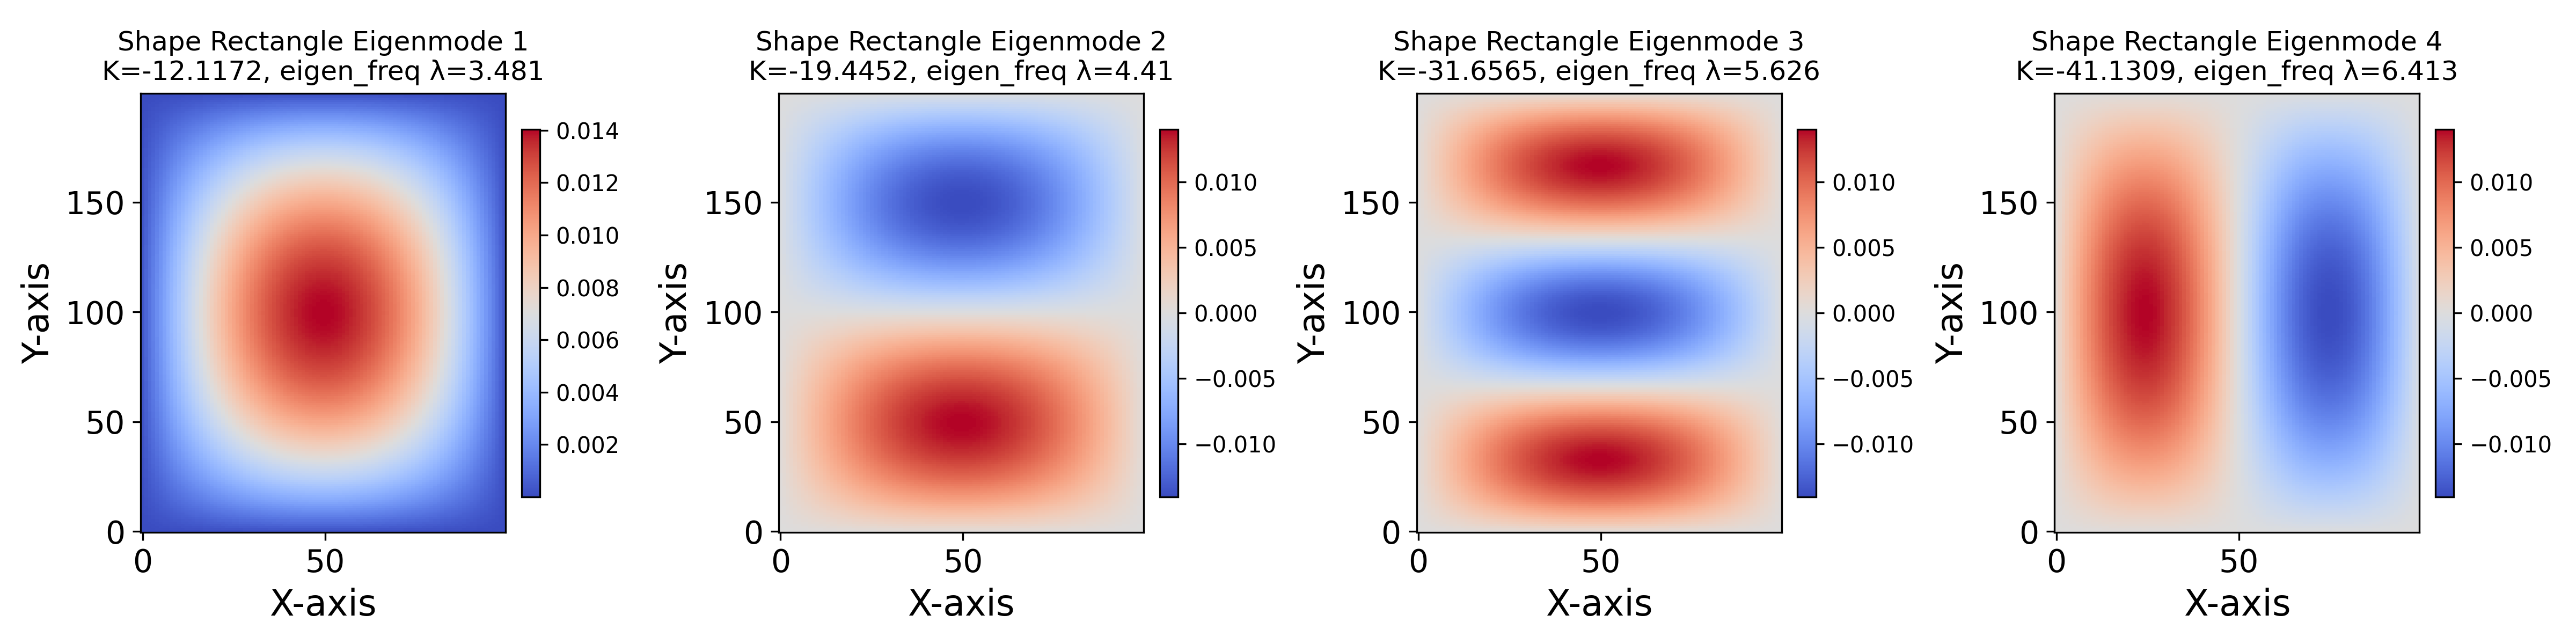 Shape Rectangle Eigenmode 1
K=-12.1172, eigen_freq λ=3.481
Y-axis
150
100
50
0
0
50
X-axis
0.014
0.012
0.010
0.008
0.006
0.004
0.002
Shape Rectangle Eigenmode 2
K=-19.4452, eigen_freq λ=4.41
Y-axis
150
100
50
0
0
50
X-axis
0.010
0.005
0.000
−0.005
−0.010
Shape Rectangle Eigenmode 3
K=-31.6565, eigen_freq λ=5.626
Y-axis
150
100
50
0
0
50
X-axis
0.010
0.005
0.000
−0.005
−0.010
Shape Rectangle Eigenmode 4
K=-41.1309, eigen_freq λ=6.413
Y-axis
150
100
50
0
0
50
X-axis
0.010
0.005
0.000
−0.005
−0.010